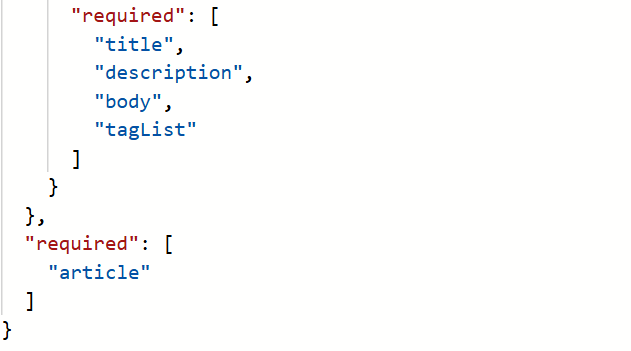 "required": [
        "title",
        "description",
        "body",
        "tagList"
      ]
    }
  },
  "required": [
    "article"
  ]
}